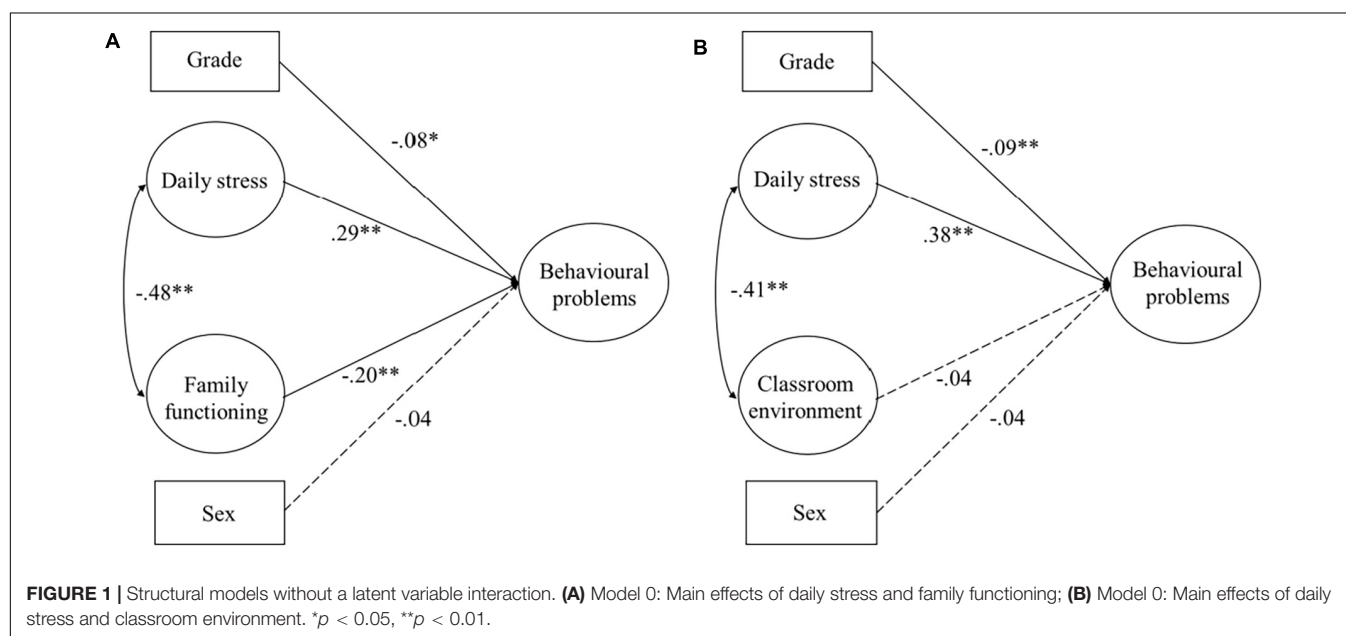 A
Grade
-.08*
Daily stress
.29**
-.48**
Behavioural
problems
Family
functioning
-.20**
-.04
Sex
B
Grade
-.09**
Daily stress
.38**
-.41**
Behavioural
problems
Classroom
environment
-.04
-.04
Sex
FIGURE 1 | Structural models without a latent variable interaction. (A) Model 0: Main effects of daily stress and family functioning; (B) Model 0: Main effects of daily
stress and classroom environment. *p < 0.05, **p < 0.01.